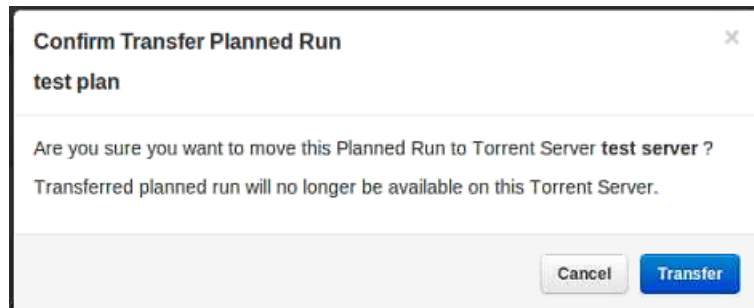 Confirm Transfer Planned Run
×
test plan
Are you sure you want to move this Planned Run to Torrent Server test server ?
Transferred planned run will no longer be available on this Torrent Server.
Cancel
Transfer